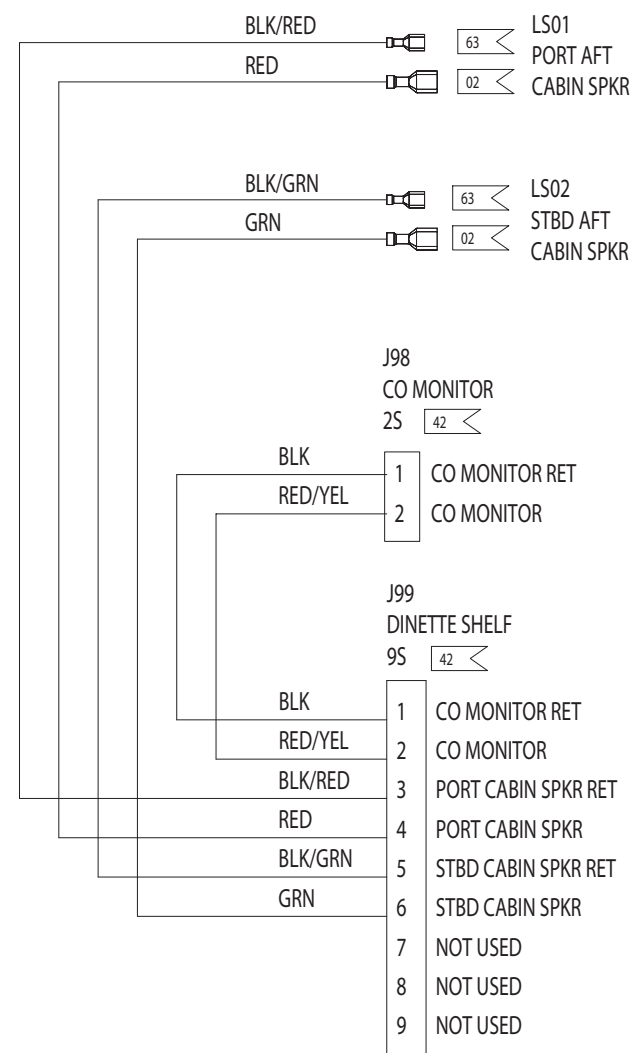 BLK/RED
63
LS01
PORT AFT
CABIN SPKR
RED
02
BLK/GRN
63
LS02
STBD AFT
CABIN SPKR
GRN
02
J98
CO MONITOR
2S 42
BLK
1 CO MONITOR RET
RED/YEL
2 CO MONITOR
J99
DINETTE SHELF
9S 42
BLK
1 CO MONITOR RET
RED/YEL
2 CO MONITOR
BLK/RED
3 PORT CABIN SPKR RET
RED
4 PORT CABIN SPKR
BLK/GRN
5 STBD CABIN SPKR RET
GRN
6 STBD CABIN SPKR
7 NOT USED
8 NOT USED
9 NOT USED